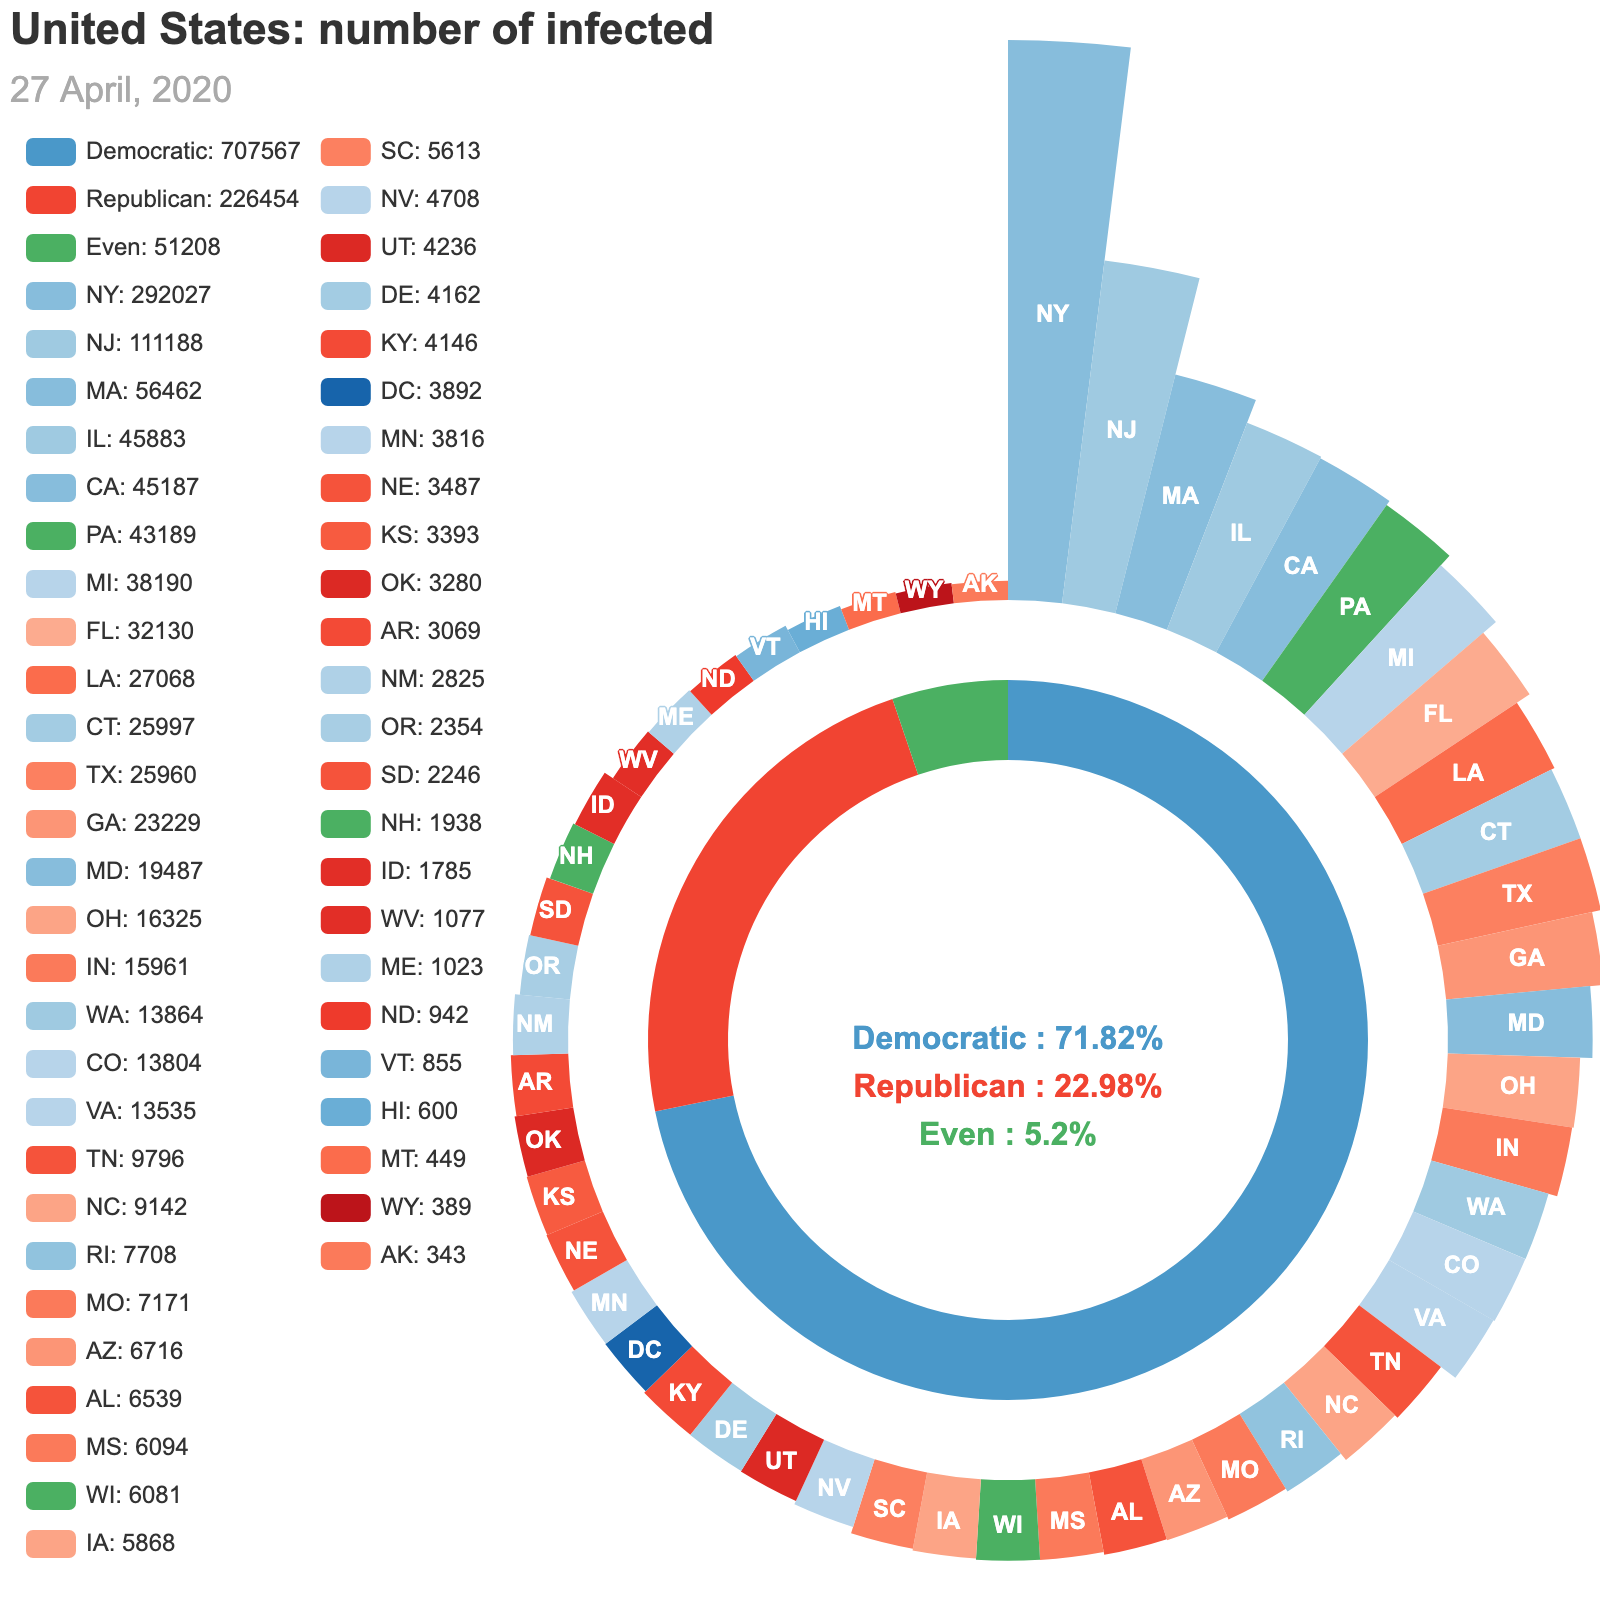 United States: number of infected
27 April, 2020
Democratic: 707567
Republican: 226454
Even: 51208
NY: 292027
NJ: 111188
MA: 56462
IL: 45883
CA: 45187
PA: 43189
MI: 38190
FL: 32130
LA: 27068
CT: 25997
TX: 25960
GA: 23229
MD: 19487
OH: 16325
IN: 15961
WA: 13864
CO: 13804
VA: 13535
TN: 9796
NC: 9142
RI: 7708
MO: 7171
AZ: 6716
AL: 6539
MS: 6094
WI: 6081
IA: 5868
SC: 5613
NV: 4708
UT: 4236
DE: 4162
KY: 4146
DC: 3892
MN: 3816
NE: 3487
KS: 3393
OK: 3280
AR: 3069
NM: 2825
OR: 2354
SD: 2246
NH: 1938
ID: 1785
WV: 1077
ME: 1023
ND: 942
VT: 855
HI: 600
MT: 449
WY: 389
AK: 343
NY
NJ
MA
IL
CA
PA
MI
FL
LA
CT
TX
GA
MD
OH
IN
WA
CO
VA
TN
NC
RI
MO
AZ
AL
MS
WI
IA
SC
NV
UT
DE
KY
DC
MN
NE
KS
OK
AR
NM
OR
SD
NH
ID
WV
ME
ND
VT
HI
MT
WY
AK
Democratic : 71.82%
Republican : 22.98%
Even : 5.2%